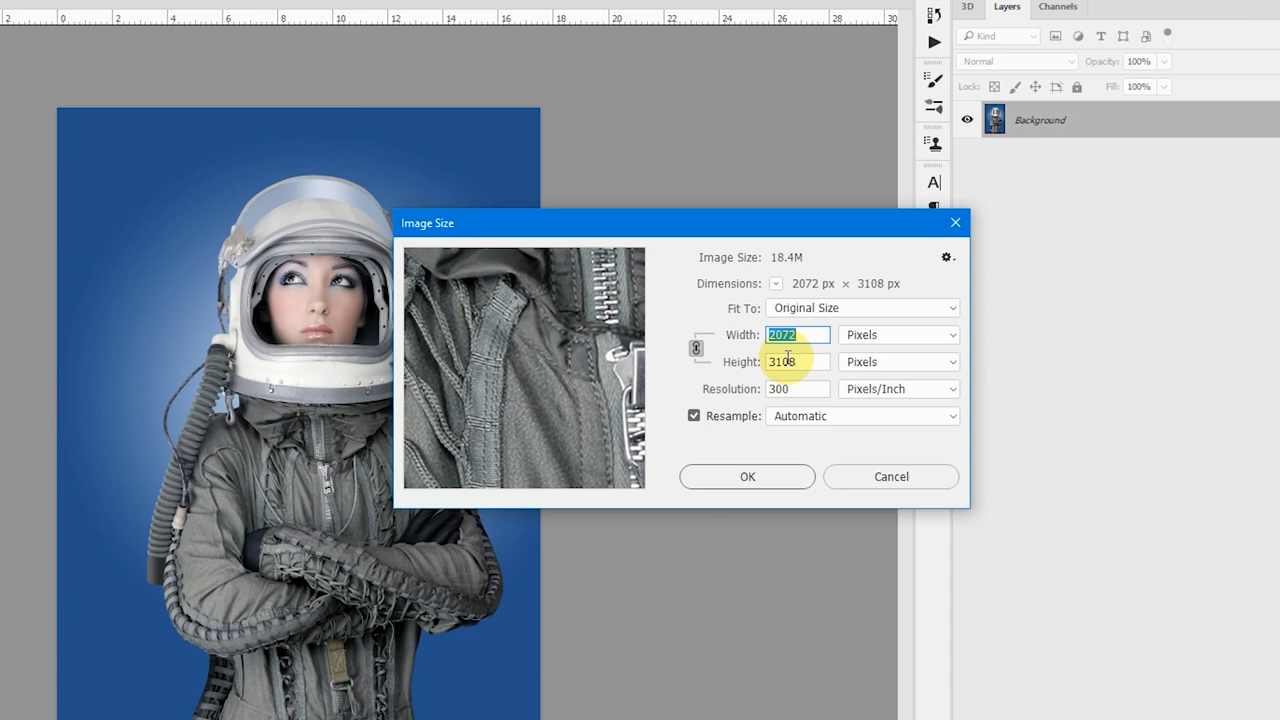 2 0 2 4 6 8 10 12 14 16 18 20 22 24 26 28 30
3D Layers Channels
Kind
Normal Opacity: 100%
Lock: Fill: 100%
Background
Image Size
Image Size: 18.4M
Dimensions: 2072 px × 3108 px
Fit To: Original Size
Width: 2072 Pixels
Height: 3108 Pixels
Resolution: 300 Pixels/Inch
Resample: Automatic
OK Cancel